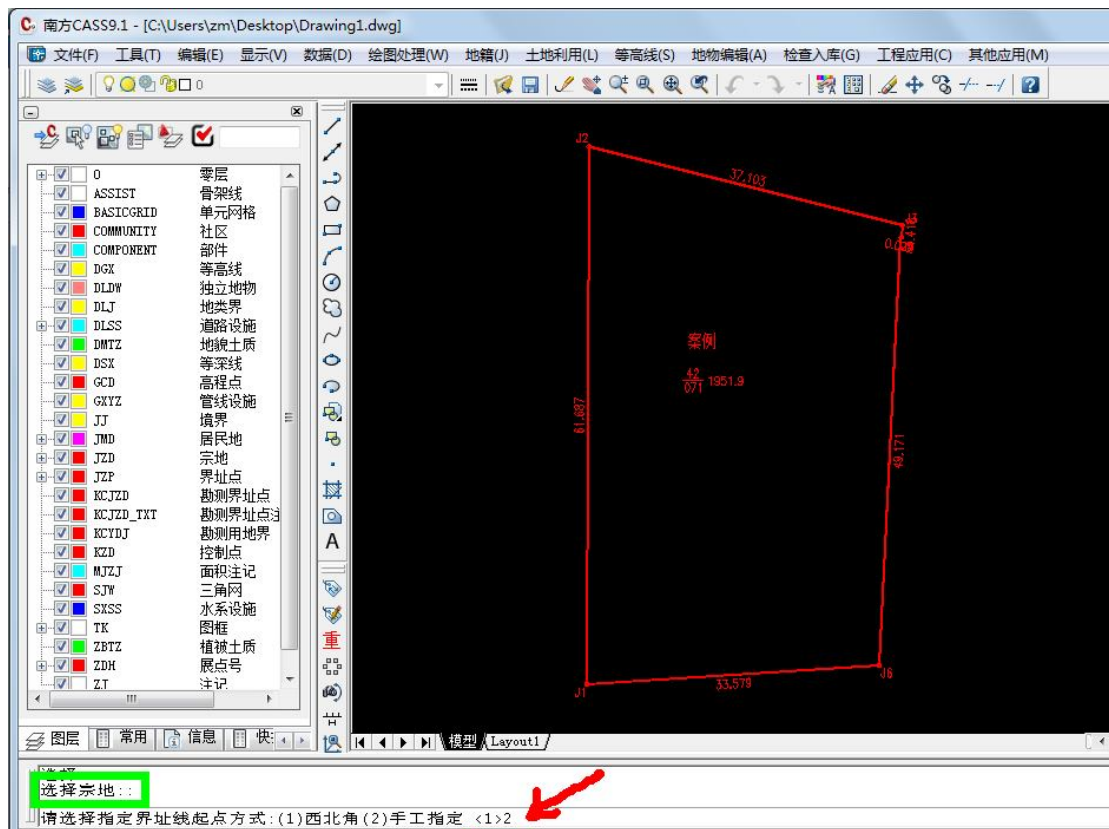 南方CASS9.1 - [C:\Users\zm\Desktop\Drawing1.dwg]
文件(F) 工具(T) 编辑(E) 显示(V) 数据(D) 绘图处理(W) 地籍(J) 土地利用(L) 等高线(S) 地物编辑(A) 检查入库(G) 工程应用(C) 其他应用(M)
0
0 零层
ASSIST 骨架线
BASICGRID 单元网格
COMMUNITY 社区
COMPONENT 部件
DGX 等高线
DLDW 独立地物
DLJ 地类界
DLSS 道路设施
DMTZ 地貌土质
DSX 等深线
GCD 高程点
GXYZ 管线设施
JJ 境界
JMD 居民地
JZD 宗地
JZP 界址点
KCJZD 勘测界址点
KCJZD_TXT 勘测界址点注
KCYDJ 勘测用地界
KZD 控制点
MJZJ 面积注记
SJW 三角网
SXSS 水系设施
TK 图框
ZBTZ 植被土质
ZDH 展点号
ZJ 注记
图层 常用 信息 快
A
重
J2
37.103
61.687
案例
42
071 1951.9
49.171
J1
33.579
J6
模型 Layout1
选择
选择宗地::
请选择指定界址线起点方式:(1)西北角(2)手工指定 <1>2